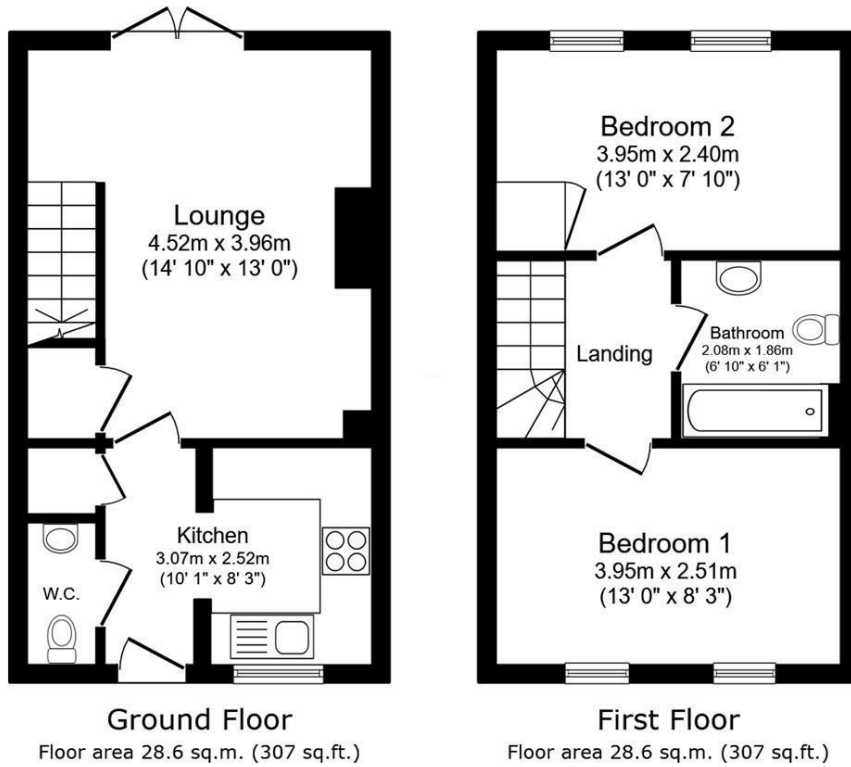 Lounge
4.52m x 3.96m
(14' 10" x 13' 0")
Kitchen
3.07m x 2.52m
(10' 1" x 8' 3")
W.C.
Ground Floor
Floor area 28.6 sq.m. (307 sq.ft.)
Bedroom 2
3.95m x 2.40m
(13' 0" x 7' 10")
Landing
Bathroom
2.08m x 1.86m
(6' 10" x 6' 1")
Bedroom 1
3.95m x 2.51m
(13' 0" x 8' 3")
First Floor
Floor area 28.6 sq.m. (307 sq.ft.)